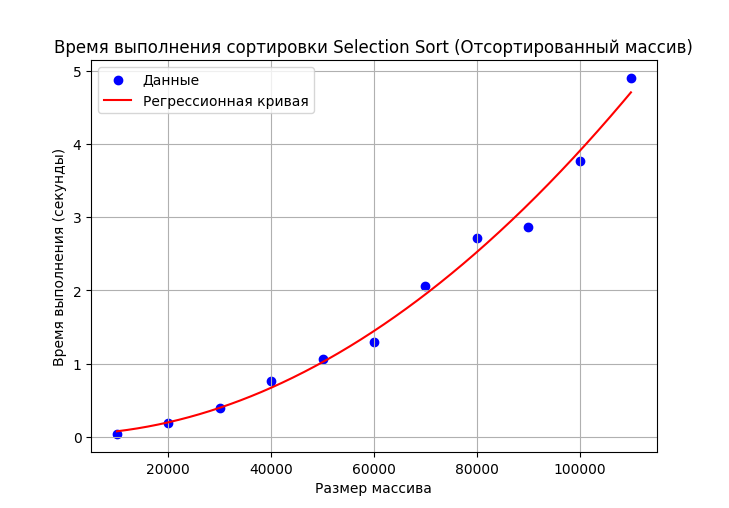 Время выполнения сортировки Selection Sort (Отсортированный массив)
Данные
Регрессионная кривая
Время выполнения (секунды)
5
4
3
2
1
0
20000
40000
60000
80000
100000
Размер массива